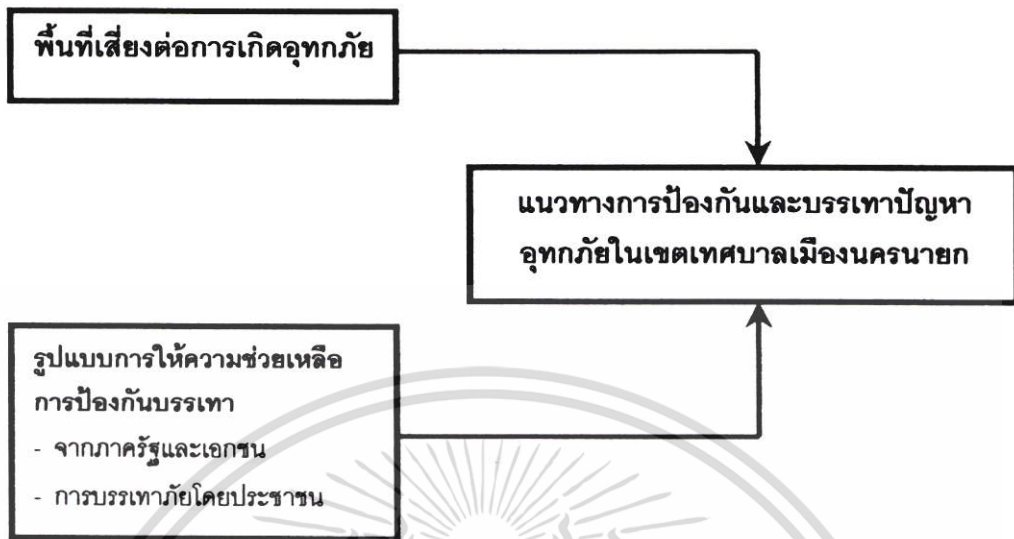 พื้นที่เสี่ยงต่อการเกิดอุทกภัย
แนวทางการป้องกันและบรรเทาปัญหา
อุทกภัยในเขตเทศบาลเมืองนครนายก
รูปแบบการให้ความช่วยเหลือ
การป้องกันบรรเทา
- จากภาครัฐและเอกชน
- การบรรเทาภัยโดยประชาชน